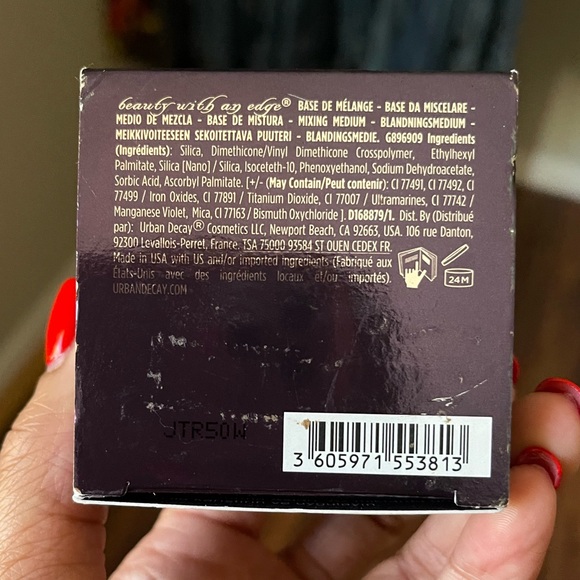 beauty with an edge® BASE DE MÉLANGE - BASE DA MISCELARE -
MEDIO DE MEZCLA - BASE DE MISTURA - MIXING MEDIUM - BLANDNINGSMEDIUM -
MEIKKIVOITEESEEN SEKOITETTAVA PUUTERI - BLANDINGSMEDIE. G896909 Ingredients
(Ingrédients): Silica, Dimethicone/Vinyl Dimethicone Crosspolymer, Ethylhexyl
Palmitate, Silica [Nano] / Silica, Isoceteth-10, Phenoxyethanol, Sodium Dehydroacetate,
Sorbic Acid, Ascorbyl Palmitate. [+/- (May Contain/Peut contenir): CI 77491, CI 77492, CI
77499 / Iron Oxides, CI 77891 / Titanium Dioxide, CI 77007 / Ultramarines, CI 77742 /
Manganese Violet, Mica, CI 77163 / Bismuth Oxychloride ]. D168879/1. Dist. By (Distribué
par): Urban Decay® Cosmetics LLC, Newport Beach, CA 92663, USA. 106 rue Danton,
92300 Levallois-Perret, France. TSA 75000 93584 ST OUEN CEDEX FR.
Made in USA with US and/or imported ingredients (Fabriqué aux
États-Unis avec des ingrédients locaux et/ou importés).
URBANDECAY.COM
24M
JTR50W
3 605971 553813